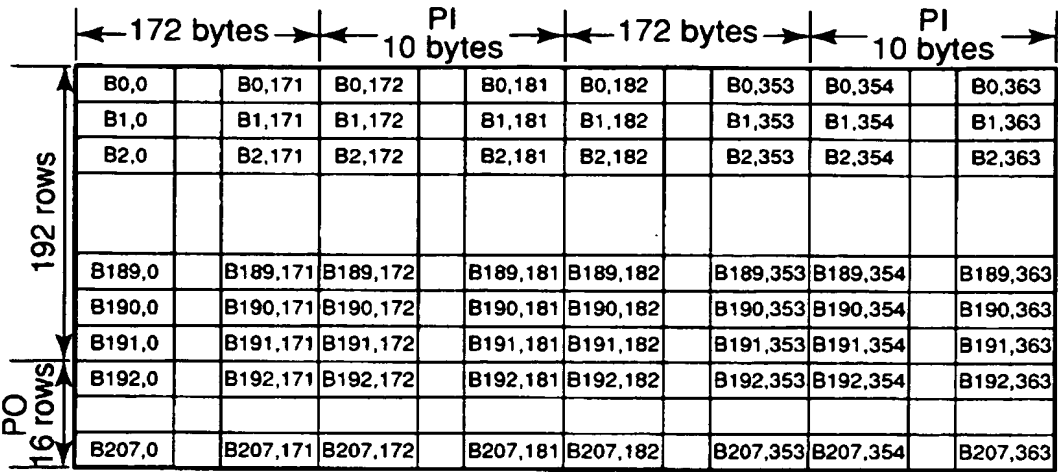 172 bytes PI 10 bytes 172 bytes PI 10 bytes
B0,0 B0,171 B0,172 B0,181 B0,182 B0,353 B0,354 B0,363
B1,0 B1,171 B1,172 B1,181 B1,182 B1,353 B1,354 B1,363
B2,0 B2,171 B2,172 B2,181 B2,182 B2,353 B2,354 B2,363
192 rows
B189,0 B189,171 B189,172 B189,181 B189,182 B189,353 B189,354 B189,363
B190,0 B190,171 B190,172 B190,181 B190,182 B190,353 B190,354 B190,363
B191,0 B191,171 B191,172 B191,181 B191,182 B191,353 B191,354 B191,363
PO 16 rows
B192,0 B192,171 B192,172 B192,181 B192,182 B192,353 B192,354 B192,363
B207,0 B207,171 B207,172 B207,181 B207,182 B207,353 B207,354 B207,363